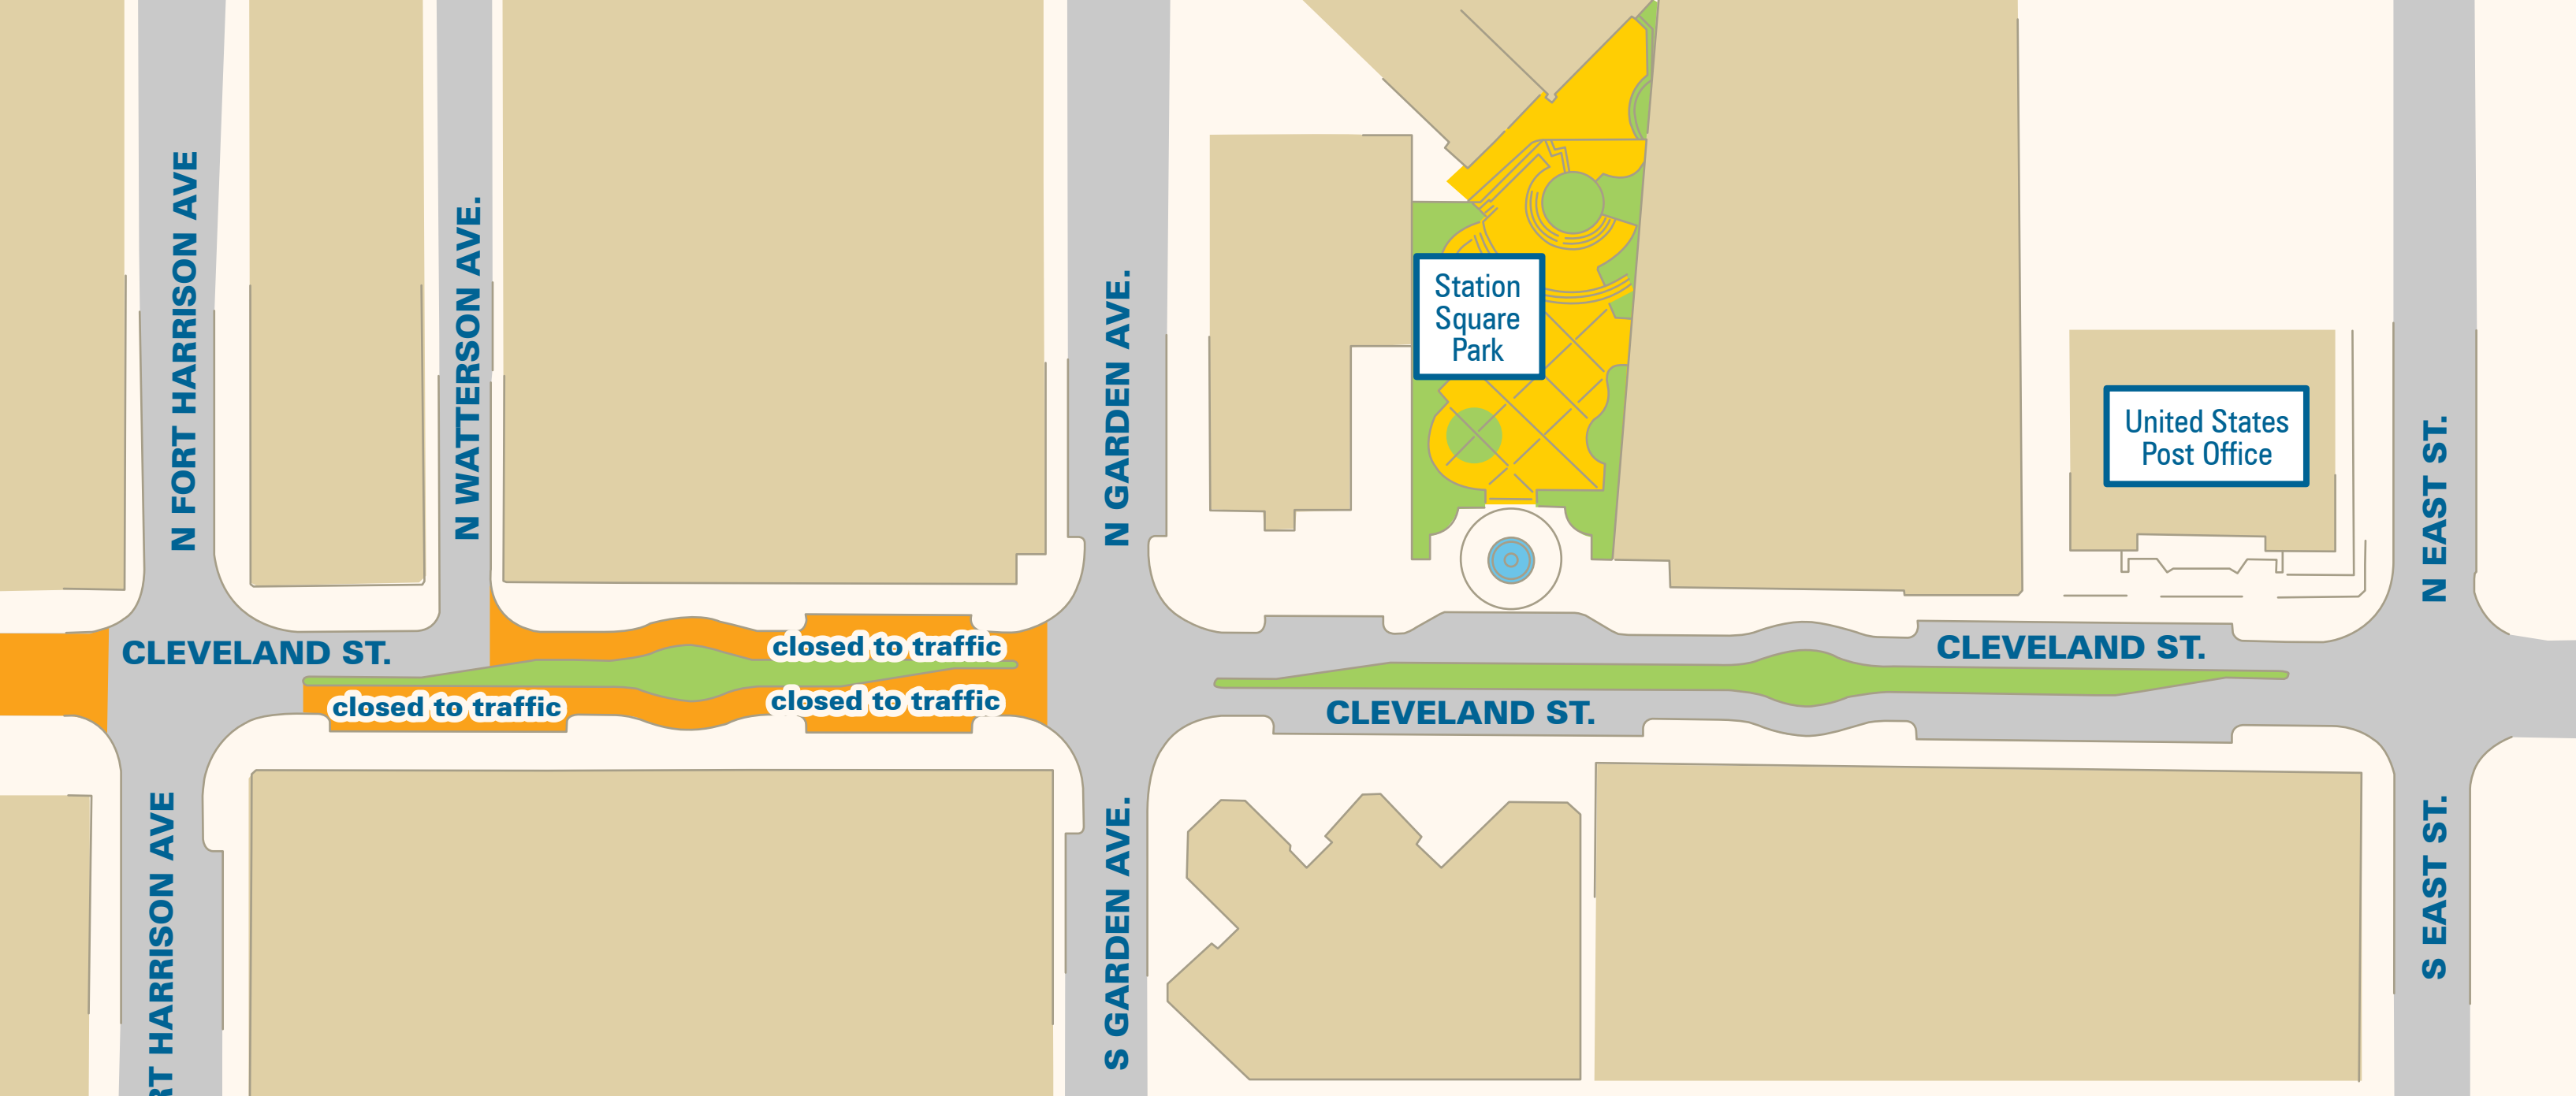 N FORT HARRISON AVE
N WATTERSON AVE.
N GARDEN AVE.
Station
Square
Park
United States
Post Office
N EAST ST.
CLEVELAND ST.
closed to traffic
CLEVELAND ST.
closed to traffic
closed to traffic
CLEVELAND ST.
RT HARRISON AVE
S GARDEN AVE.
S EAST ST.